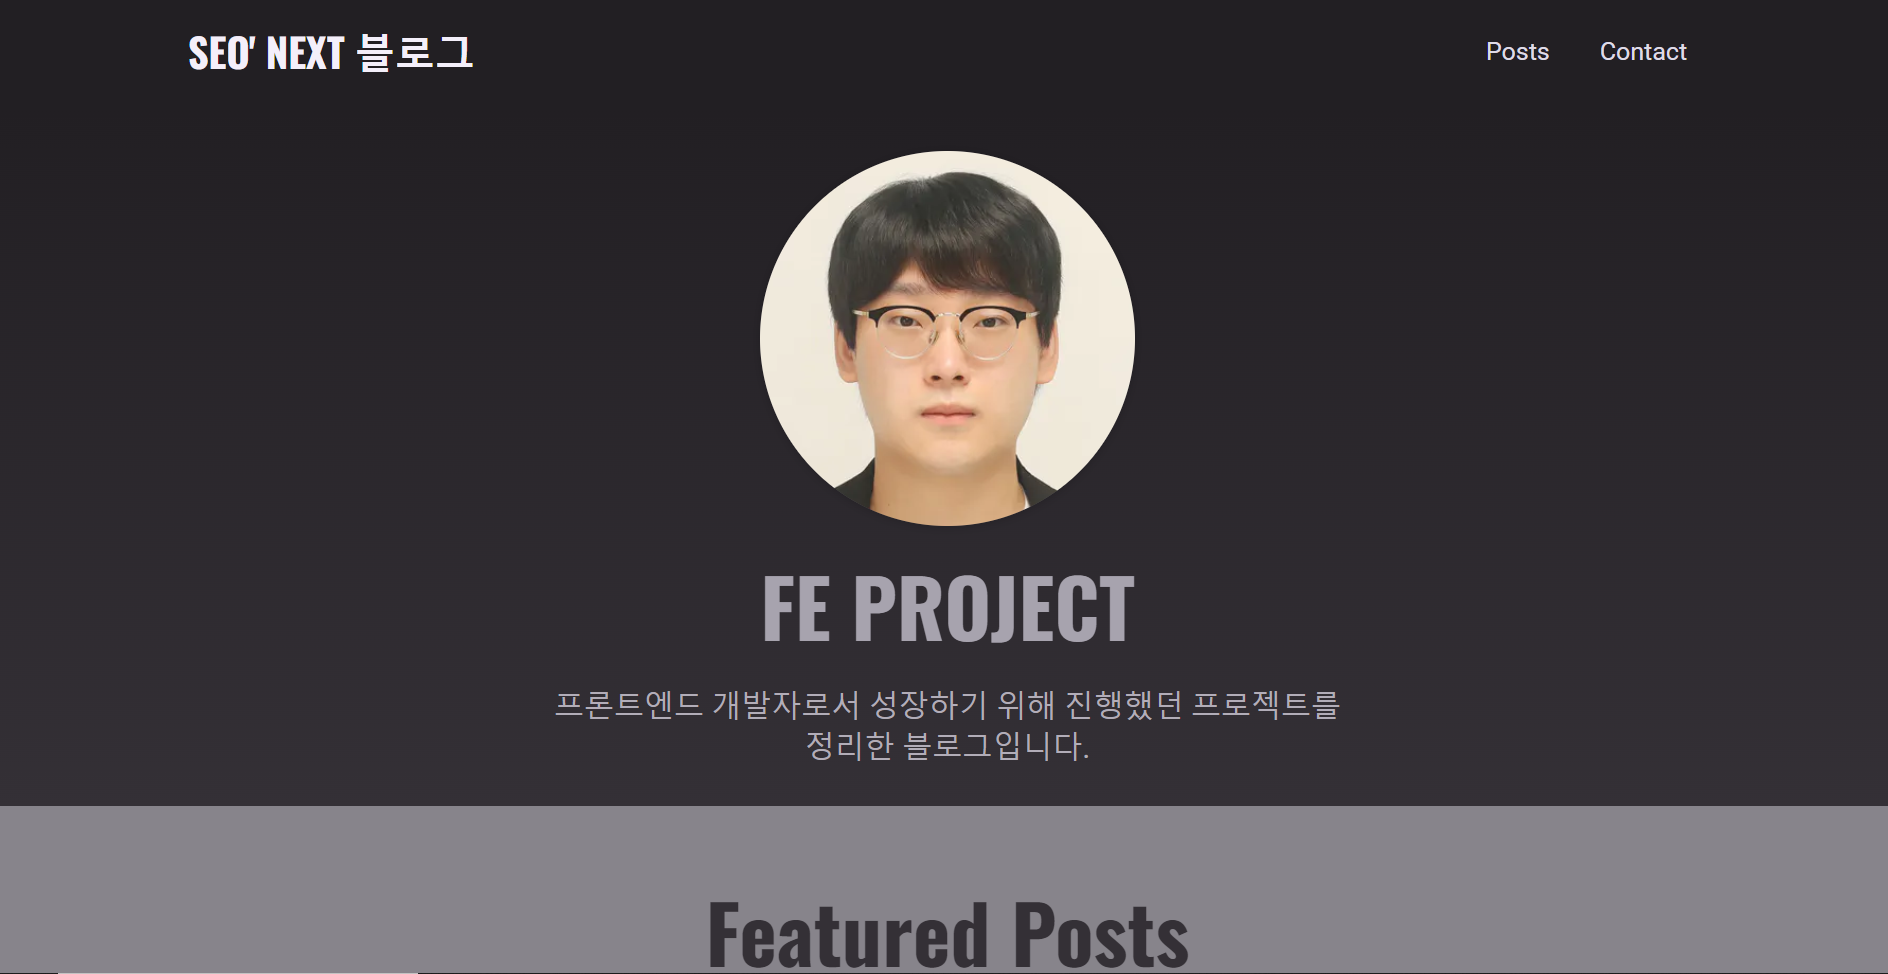 SEO' NEXT 블로그
Posts
Contact
FE PROJECT
프론트엔드 개발자로서 성장하기 위해 진행했던 프로젝트를
정리한 블로그입니다.
Featured Posts